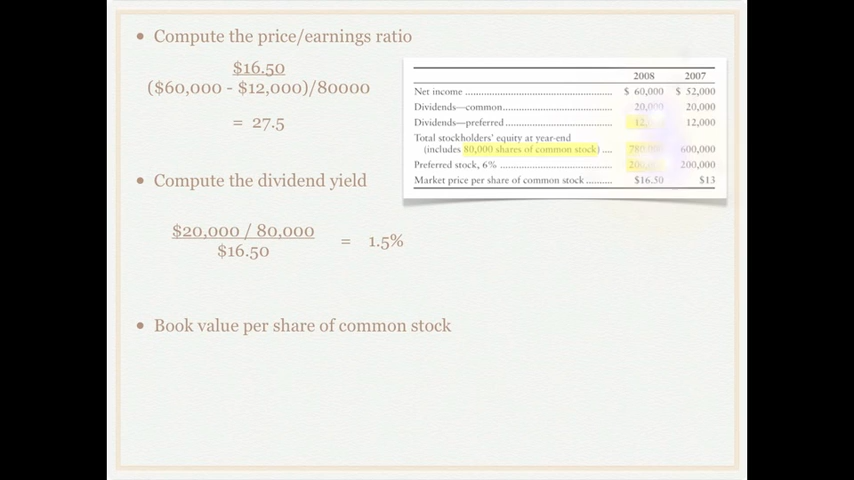 • Compute the price/earnings ratio
$16.50
($60,000 - $12,000)/80000
= 27.5
2008 2007
Net income $ 60,000 $ 52,000
Dividends—common 20,000 20,000
Dividends—preferred 12, 12,000
Total stockholders' equity at year-end
(includes 80,000 shares of common stock) 600,000
Preferred stock, 6% 200,000
Market price per share of common stock $16.50 $13
• Compute the dividend yield
$20,000 / 80,000
$16.50
= 1.5%
• Book value per share of common stock